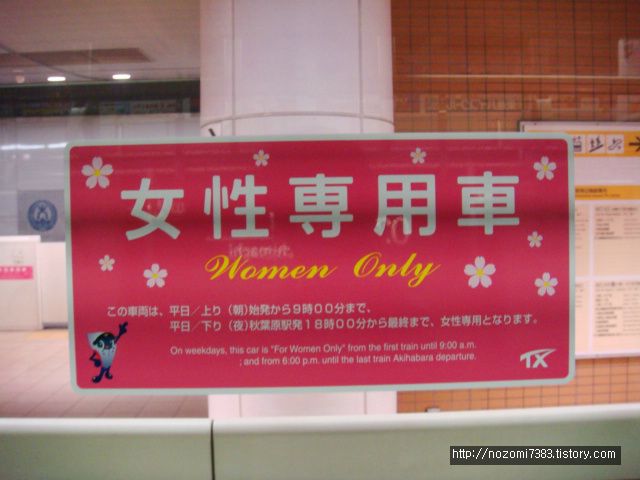 女性専用車
Women Only
この車両は、平日／上り（朝）始発から９時００分まで、
平日／下り（夜）秋葉原駅発１８時００分から最終まで、女性専用となります。
On weekdays, this car is "For Women Only" from the first train until 9:00 a.m.
; and from 6:00 p.m. until the last train Akihabara departure.
TX
http://nozomi7383.tistory.com